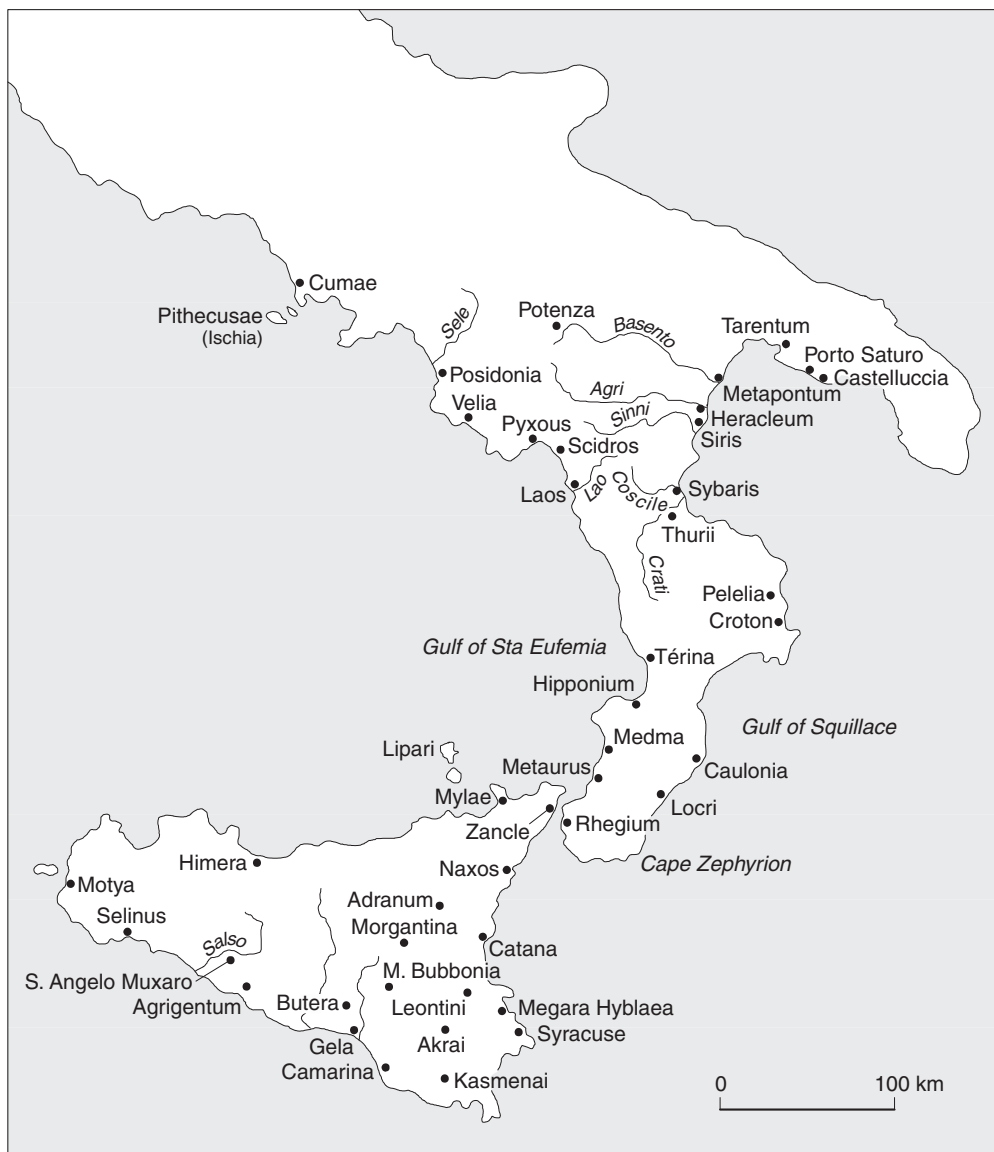 Cumae
Pithecusae
(Ischia)
Sele
Potenza
Basento
Tarentum
Porto Saturo
Castelluccia
Posidonia
Agri
Metapontum
Velia
Sinni
Heracleum
Pyxous
Siris
Scidros
Laos
Lao
Coscile
Sybaris
Thurii
Crati
Pelelia
Croton
Gulf of Sta Eufemia
Térina
Hipponium
Gulf of Squillace
Medma
Lipari
Metaurus
Caulonia
Mylae
Locri
Zancle
Rhegium
Himera
Naxos
Cape Zephyrion
Motya
Adranum
Selinus
Morgantina
Salso
Catana
S. Angelo Muxaro
M. Bubbonia
Agrigentum
Butera
Leontini
Megara Hyblaea
Syracuse
Gela
Akrai
Camarina
Kasmenai
0
100 km